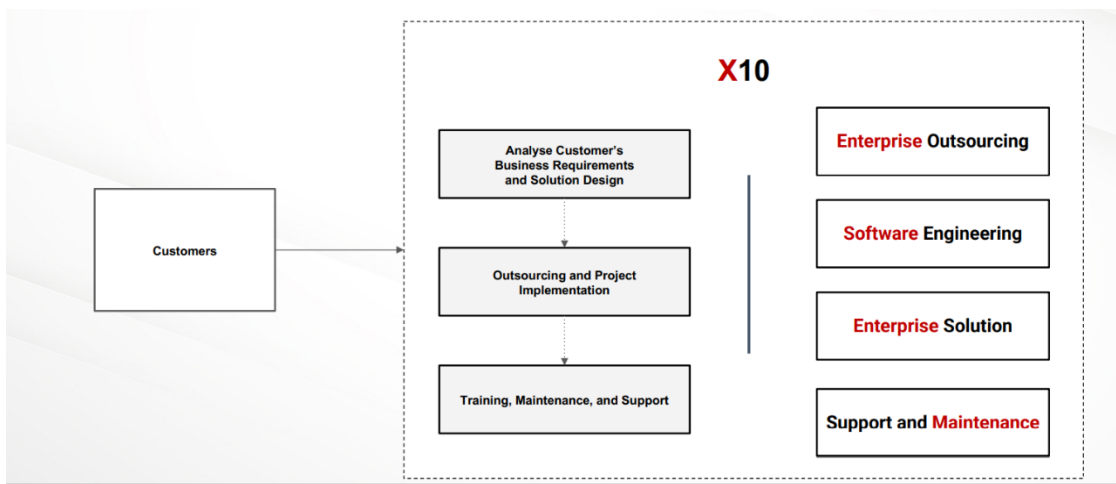 X10
Customers
Analyse Customer's
Business Requirements
and Solution Design
Outsourcing and Project
Implementation
Training, Maintenance, and Support
Enterprise Outsourcing
Software Engineering
Enterprise Solution
Support and Maintenance